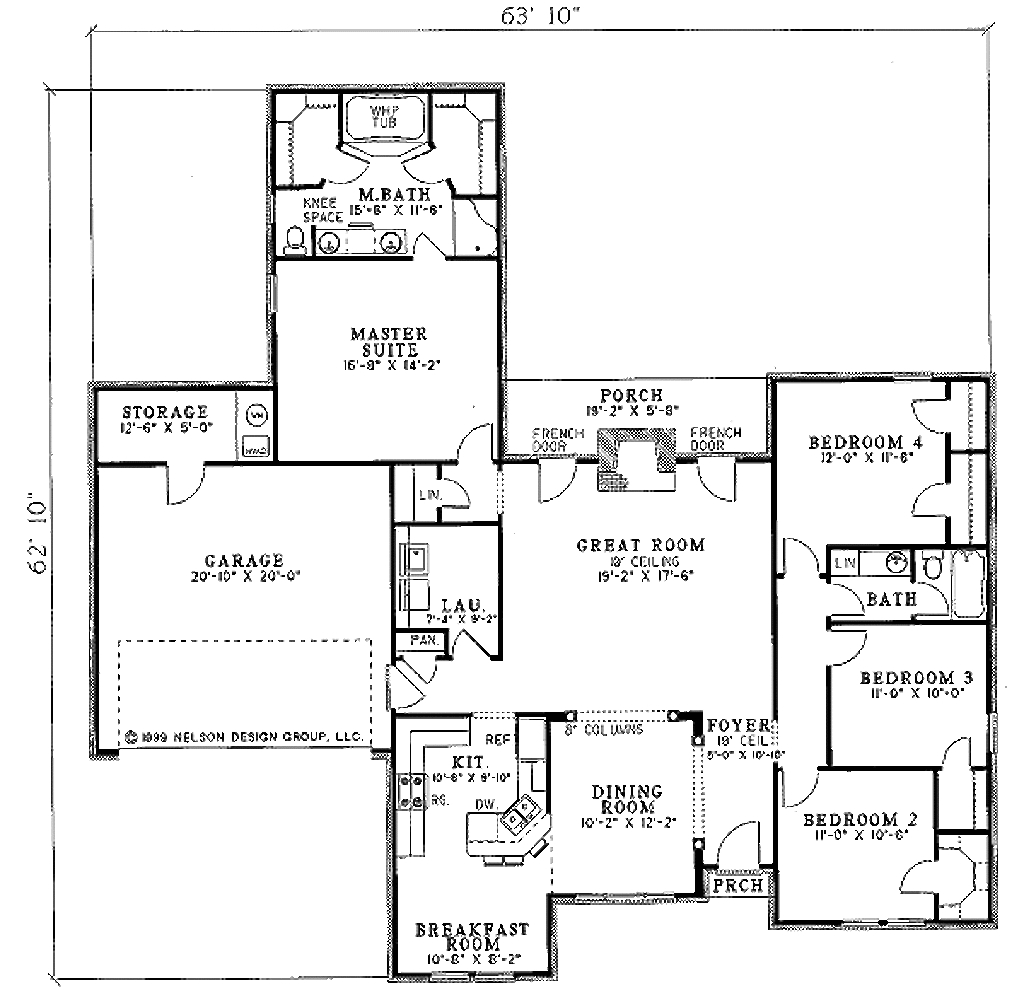 63' 10"
62' 10"
WHP
TUB
M.BATH
15'-8" X 11'-6"
KNEE
SPACE
MASTER
SUITE
16'-9" X 14'-2"
STORAGE
12'-6" X 5'-0"
PORCH
19'-2" X 5'-8"
FRENCH
DOOR
FRENCH
DOOR
BEDROOM 4
12'-0" X 11'-6"
LIN.
GREAT ROOM
10' CEILING
19'-2" X 17'-6"
GARAGE
20'-10" X 20'-0"
LIN
BATH
LAU.
7'-4" X 9'-2"
PAN.
BEDROOM 3
11'-0" X 10'-0"
© 1999 NELSON DESIGN GROUP, LLC.
REF
8" COLUMNS
FOYER
10' CEIL
5'-0" X 10'-10"
KIT.
10'-8" X 9'-10"
RG.
DW.
DINING
ROOM
10'-2" X 12'-2"
BEDROOM 2
11'-0" X 10'-6"
PRCH
BREAKFAST
ROOM
10'-8" X 8'-2"